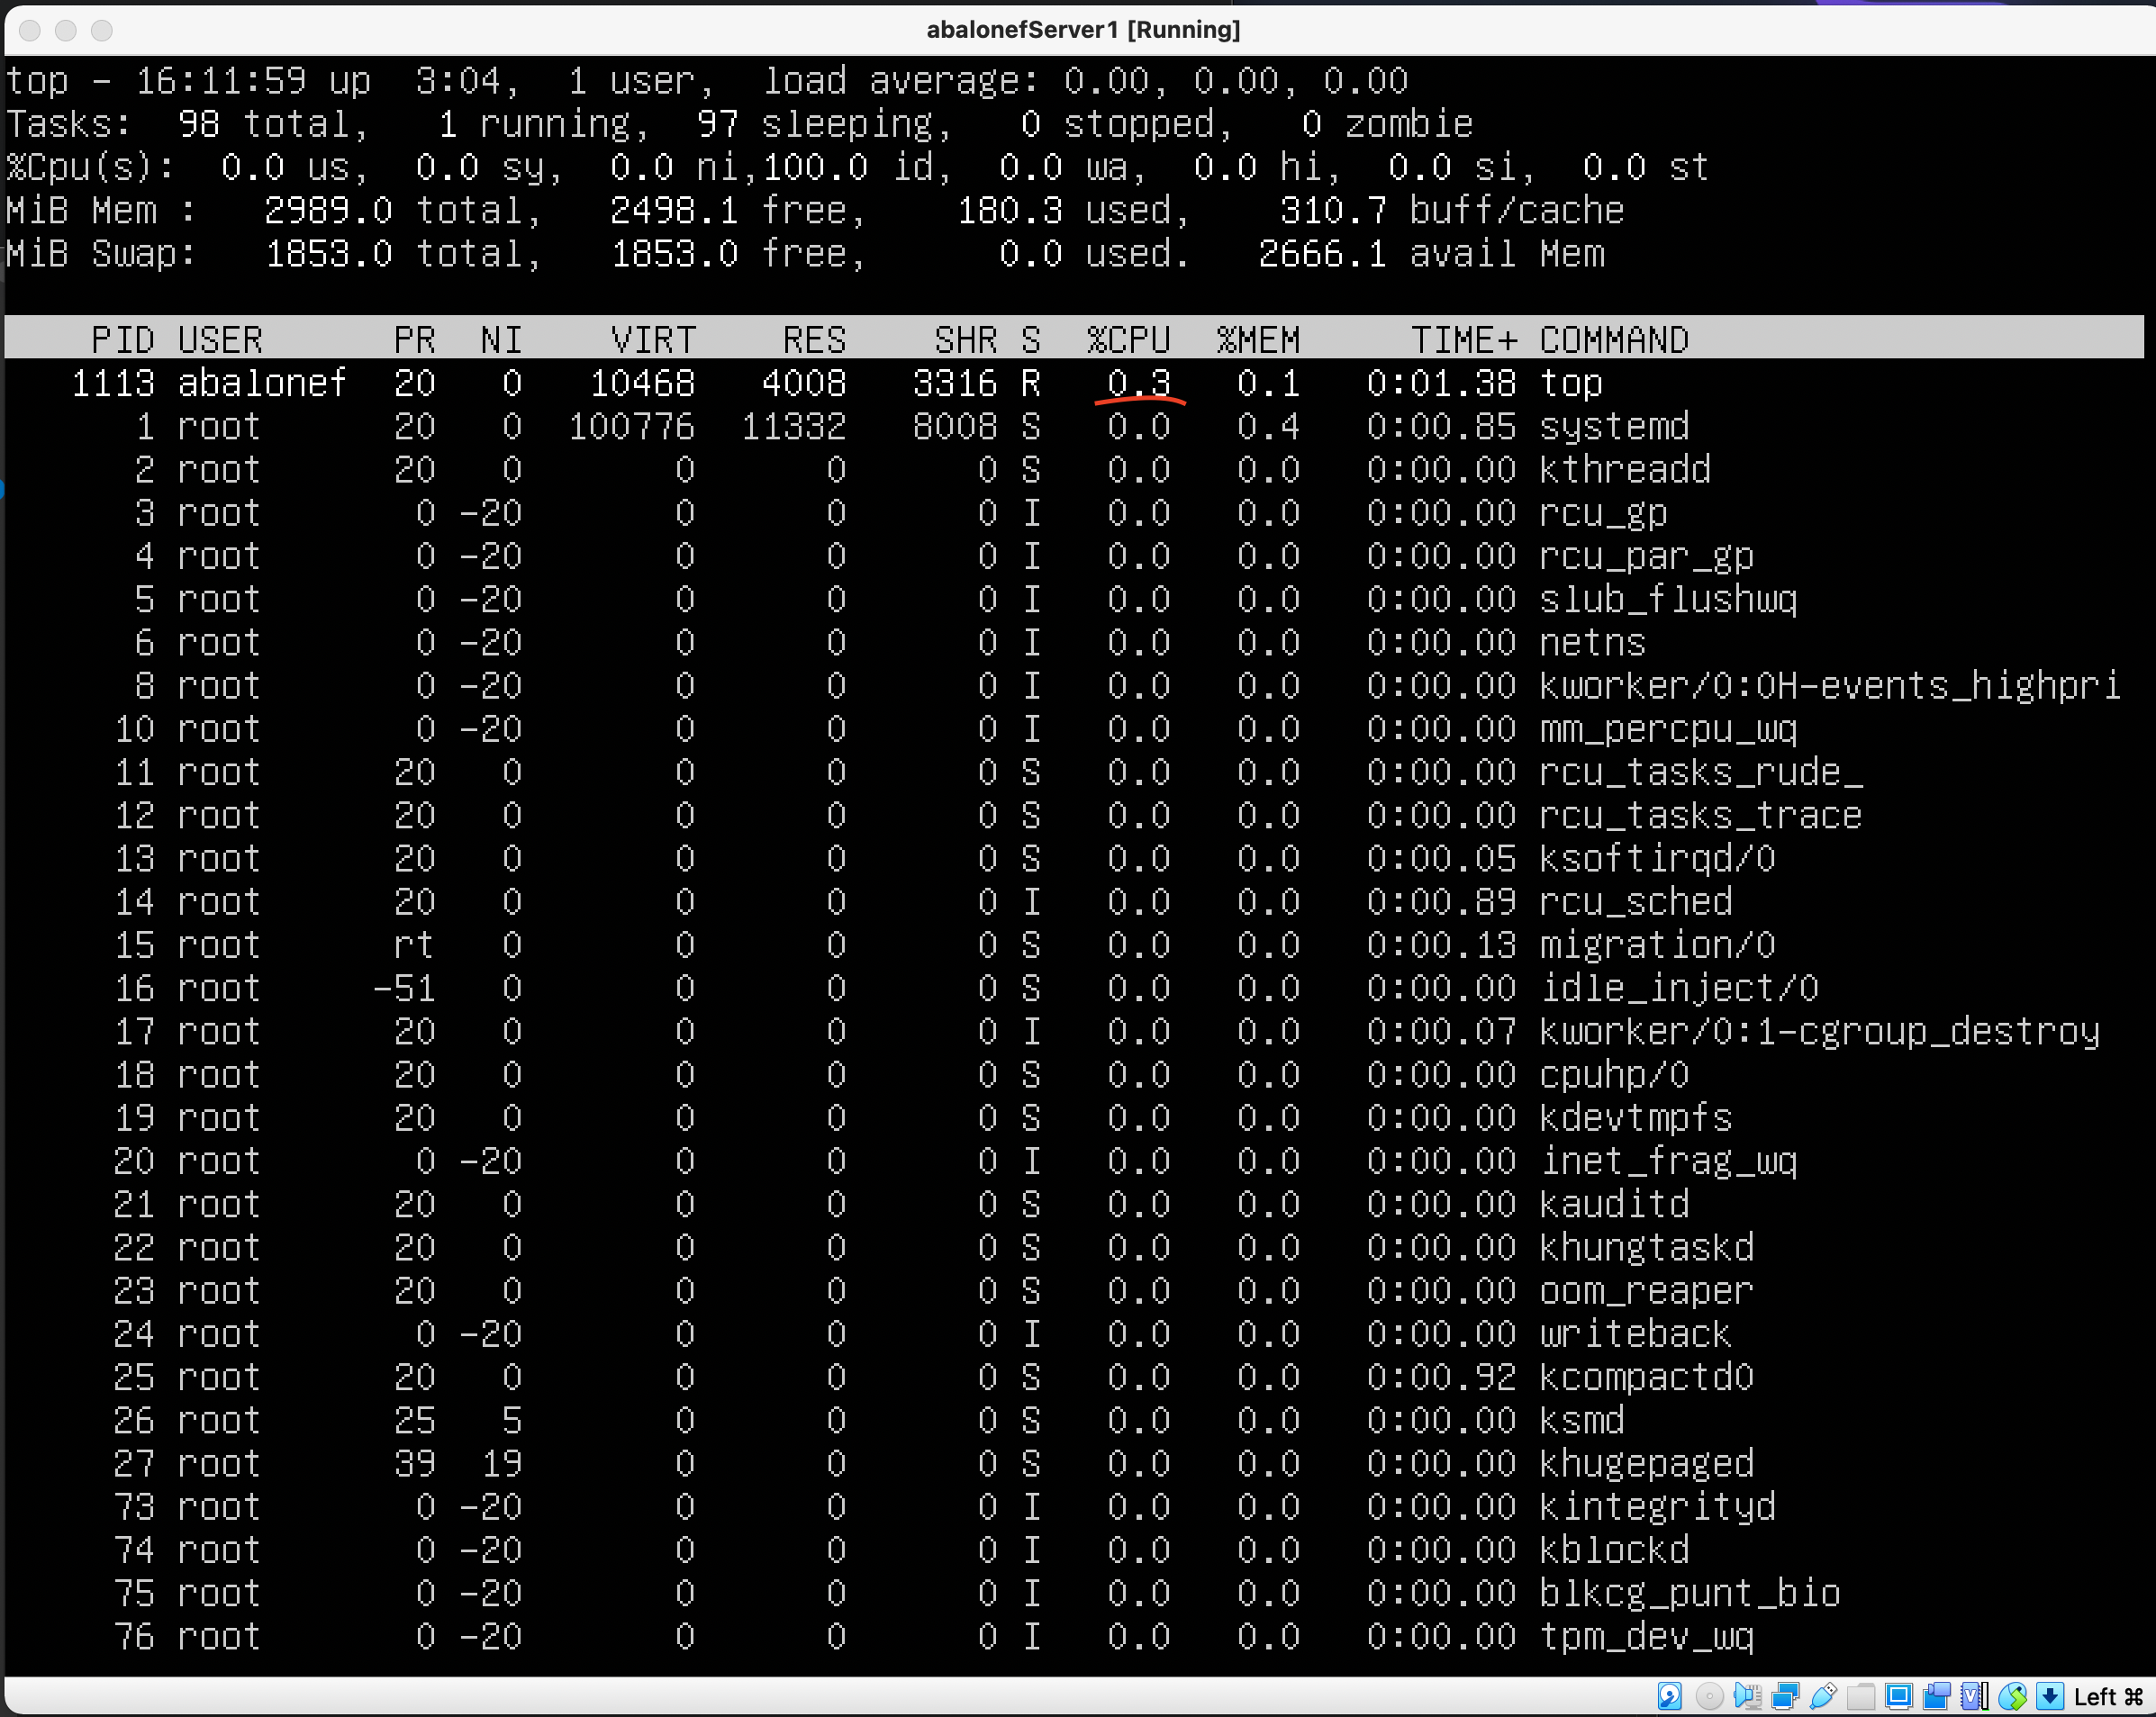 abalonefServer1 [Running]
top - 16:11:59 up  3:04,  1 user,  load average: 0.00, 0.00, 0.00
Tasks:  98 total,   1 running,  97 sleeping,   0 stopped,   0 zombie
%Cpu(s):  0.0 us,  0.0 sy,  0.0 ni,100.0 id,  0.0 wa,  0.0 hi,  0.0 si,  0.0 st
MiB Mem :   2989.0 total,   2498.1 free,    180.3 used,    310.7 buff/cache
MiB Swap:   1853.0 total,   1853.0 free,      0.0 used.   2666.1 avail Mem
PID USER      PR  NI    VIRT    RES    SHR S  %CPU  %MEM     TIME+ COMMAND
1113 abalonef  20   0   10468   4008   3316 R   0.3   0.1   0:01.38 top
1 root      20   0  100776  11332   8008 S   0.0   0.4   0:00.85 systemd
2 root      20   0       0      0      0 S   0.0   0.0   0:00.00 kthreadd
3 root       0 -20       0      0      0 I   0.0   0.0   0:00.00 rcu_gp
4 root       0 -20       0      0      0 I   0.0   0.0   0:00.00 rcu_par_gp
5 root       0 -20       0      0      0 I   0.0   0.0   0:00.00 slub_flushwq
6 root       0 -20       0      0      0 I   0.0   0.0   0:00.00 netns
8 root       0 -20       0      0      0 I   0.0   0.0   0:00.00 kworker/0:0H-events_highpri
10 root       0 -20       0      0      0 I   0.0   0.0   0:00.00 mm_percpu_wq
11 root      20   0       0      0      0 S   0.0   0.0   0:00.00 rcu_tasks_rude_
12 root      20   0       0      0      0 S   0.0   0.0   0:00.00 rcu_tasks_trace
13 root      20   0       0      0      0 S   0.0   0.0   0:00.05 ksoftirqd/0
14 root      20   0       0      0      0 I   0.0   0.0   0:00.89 rcu_sched
15 root      rt   0       0      0      0 S   0.0   0.0   0:00.13 migration/0
16 root     -51   0       0      0      0 S   0.0   0.0   0:00.00 idle_inject/0
17 root      20   0       0      0      0 I   0.0   0.0   0:00.07 kworker/0:1-cgroup_destroy
18 root      20   0       0      0      0 S   0.0   0.0   0:00.00 cpuhp/0
19 root      20   0       0      0      0 S   0.0   0.0   0:00.00 kdevtmpfs
20 root       0 -20       0      0      0 I   0.0   0.0   0:00.00 inet_frag_wq
21 root      20   0       0      0      0 S   0.0   0.0   0:00.00 kauditd
22 root      20   0       0      0      0 S   0.0   0.0   0:00.00 khungtaskd
23 root      20   0       0      0      0 S   0.0   0.0   0:00.00 oom_reaper
24 root       0 -20       0      0      0 I   0.0   0.0   0:00.00 writeback
25 root      20   0       0      0      0 S   0.0   0.0   0:00.92 kcompactd0
26 root      25   5       0      0      0 S   0.0   0.0   0:00.00 ksmd
27 root      39  19       0      0      0 S   0.0   0.0   0:00.00 khugepaged
73 root       0 -20       0      0      0 I   0.0   0.0   0:00.00 kintegrityd
74 root       0 -20       0      0      0 I   0.0   0.0   0:00.00 kblockd
75 root       0 -20       0      0      0 I   0.0   0.0   0:00.00 blkcg_punt_bio
76 root       0 -20       0      0      0 I   0.0   0.0   0:00.00 tpm_dev_wq
Left ⌘